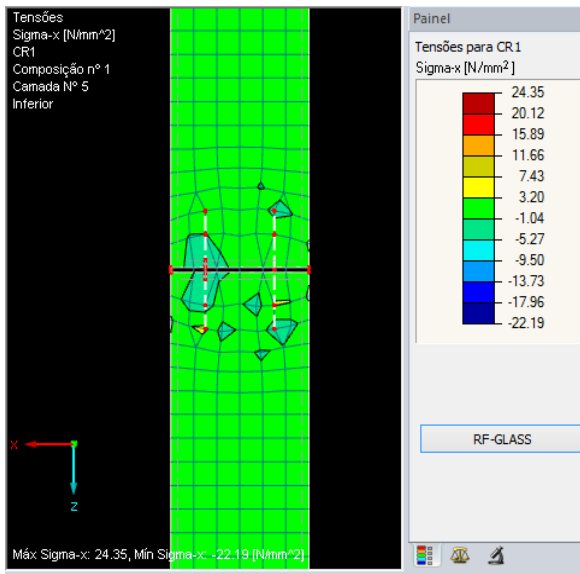 Tensões
Sigma-x [N/mm^2]
CR1
Composição nº 1
Camada Nº 5
Inferior
X
Z
Máx Sigma-x: 24.35, Mín Sigma-x: -22.19 [N/mm^2]
Painel
Tensões para CR1
Sigma-x [N/mm²]
24.35
20.12
15.89
11.66
7.43
3.20
-1.04
-5.27
-9.50
-13.73
-17.96
-22.19
RF-GLASS